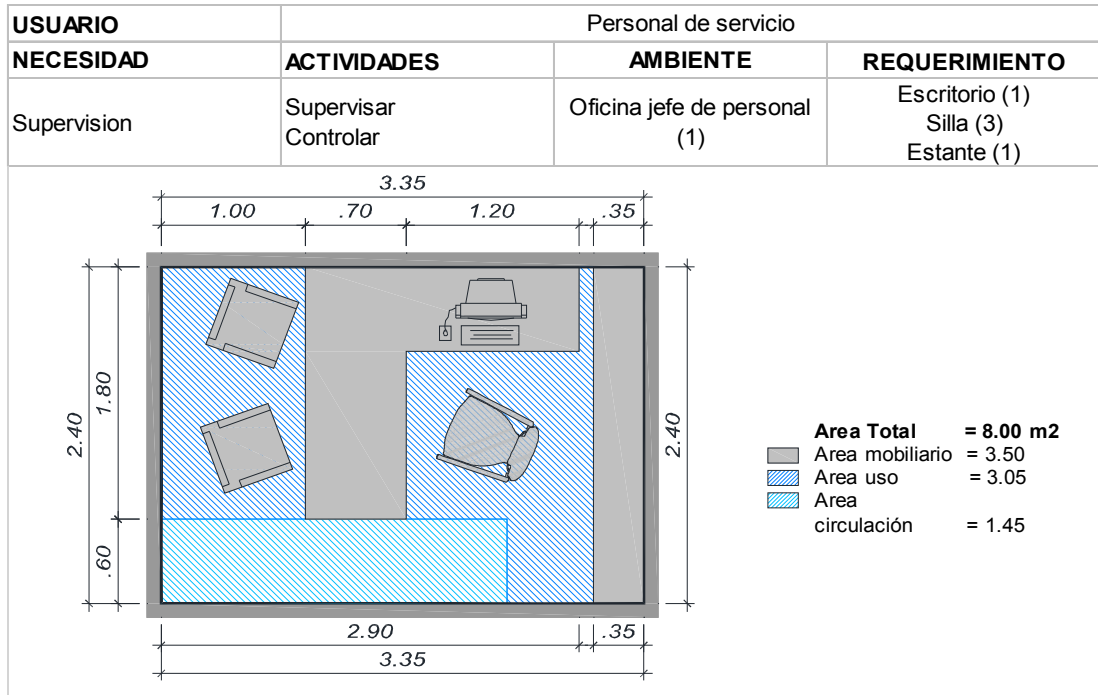 USUARIO Personal de servicio
NECESIDAD ACTIVIDADES AMBIENTE REQUERIMIENTO
Supervision
Supervisar
Controlar
Oficina jefe de personal
(1)
Escritorio (1)
Silla (3)
Estante (1)
3.35
1.00 .70 1.20 .35
2.40
1.80
.60
2.40
2.90 .35
3.35
Area Total = 8.00 m2
Area mobiliario = 3.50
Area uso = 3.05
Area
circulación = 1.45